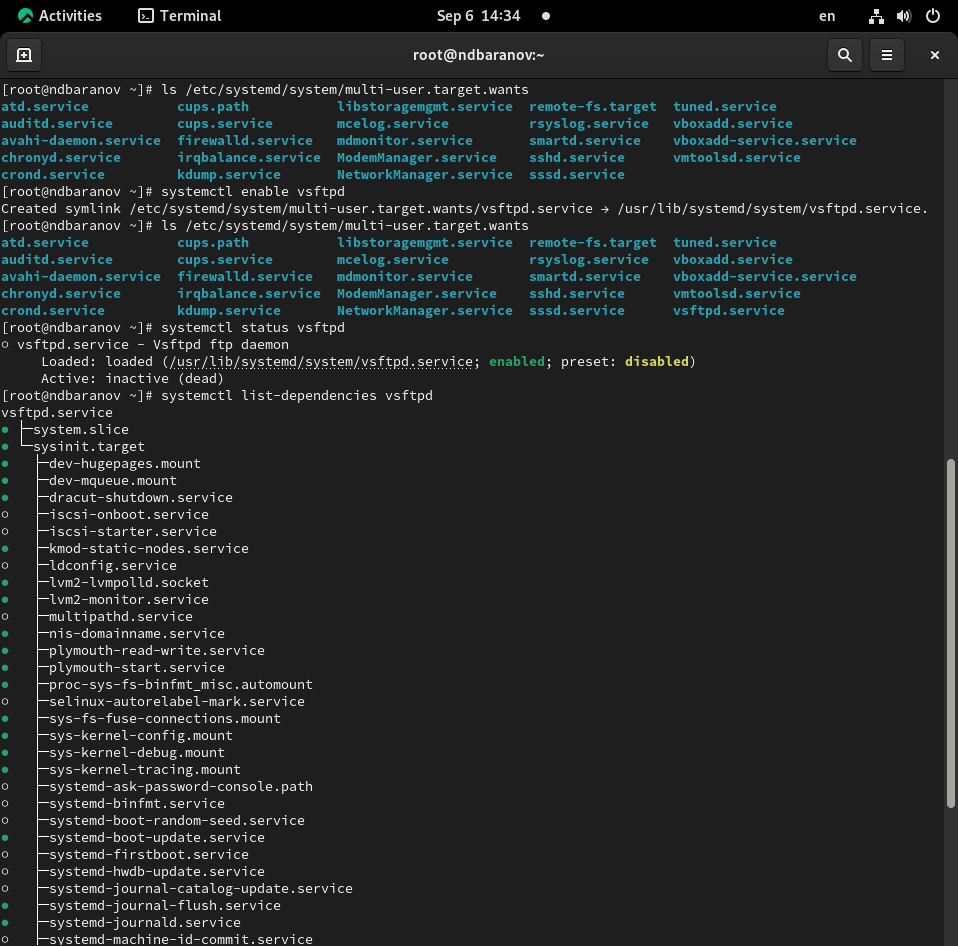 Activities Terminal Sep 6 14:34 en
root@ndbaranov:~
[root@ndbaranov ~]# ls /etc/systemd/system/multi-user.target.wants
atd.service cups.path libstoragemgmt.service remote-fs.target tuned.service
auditd.service cups.service mcelog.service rsyslog.service vboxadd.service
avahi-daemon.service firewalld.service mdmonitor.service smartd.service vboxadd-service.service
chronyd.service irqbalance.service ModemManager.service sshd.service vmtoolsd.service
crond.service kdump.service NetworkManager.service sssd.service
[root@ndbaranov ~]# systemctl enable vsftpd
Created symlink /etc/systemd/system/multi-user.target.wants/vsftpd.service → /usr/lib/systemd/system/vsftpd.service.
[root@ndbaranov ~]# ls /etc/systemd/system/multi-user.target.wants
atd.service cups.path libstoragemgmt.service remote-fs.target tuned.service
auditd.service cups.service mcelog.service rsyslog.service vboxadd.service
avahi-daemon.service firewalld.service mdmonitor.service smartd.service vboxadd-service.service
chronyd.service irqbalance.service ModemManager.service sshd.service vmtoolsd.service
crond.service kdump.service NetworkManager.service sssd.service vsftpd.service
[root@ndbaranov ~]# systemctl status vsftpd
○ vsftpd.service - Vsftpd ftp daemon
Loaded: loaded (/usr/lib/systemd/system/vsftpd.service; enabled; preset: disabled)
Active: inactive (dead)
[root@ndbaranov ~]# systemctl list-dependencies vsftpd
vsftpd.service
● ├─system.slice
● └─sysinit.target
● ├─dev-hugepages.mount
● ├─dev-mqueue.mount
● ├─dracut-shutdown.service
○ ├─iscsi-onboot.service
○ ├─iscsi-starter.service
● ├─kmod-static-nodes.service
○ ├─ldconfig.service
● ├─lvm2-lvmpolld.socket
● ├─lvm2-monitor.service
○ ├─multipathd.service
● ├─nis-domainname.service
● ├─plymouth-read-write.service
● ├─plymouth-start.service
● ├─proc-sys-fs-binfmt_misc.automount
○ ├─selinux-autorelabel-mark.service
● ├─sys-fs-fuse-connections.mount
● ├─sys-kernel-config.mount
● ├─sys-kernel-debug.mount
● ├─sys-kernel-tracing.mount
○ ├─systemd-ask-password-console.path
○ ├─systemd-binfmt.service
○ ├─systemd-boot-random-seed.service
● ├─systemd-boot-update.service
○ ├─systemd-firstboot.service
○ ├─systemd-hwdb-update.service
○ ├─systemd-journal-catalog-update.service
● ├─systemd-journal-flush.service
● ├─systemd-journald.service
○ ├─systemd-machine-id-commit.service